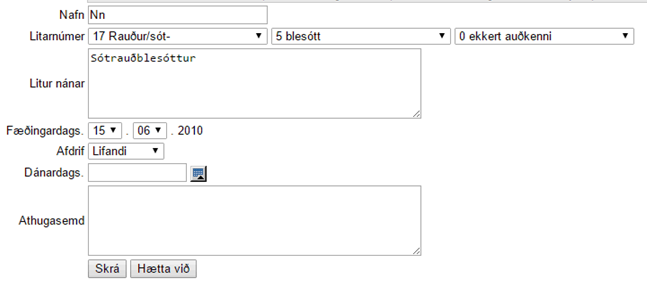 Nafn Nn
Litarnúmer 17 Rauður/sót- 5 blesótt 0 ekkert auðkenni
Litur nánar Sótrauðblesóttur
Fæðingardags. 15 . 06 . 2010
Afdrif Lifandi
Dánardags.
Athugasemd
Skrá Hætta við